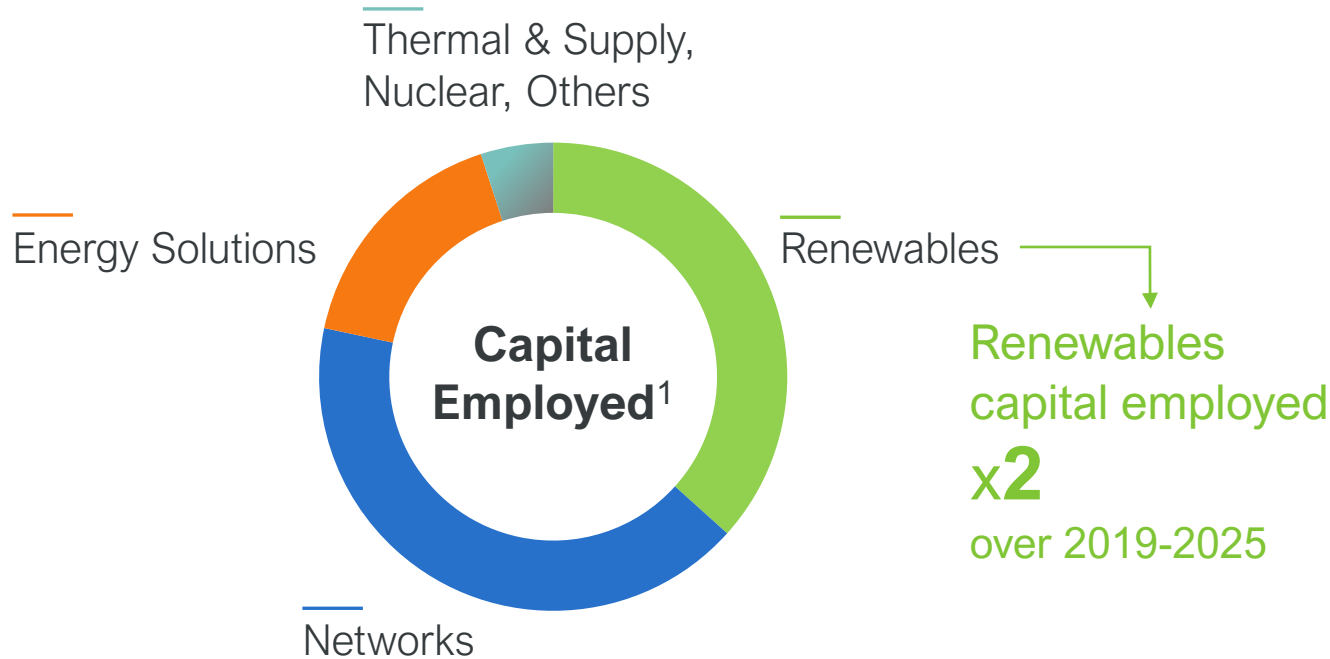 Thermal & Supply,
Nuclear, Others
Energy Solutions
Renewables
Capital
Employed¹
Renewables
capital employed
x2
over 2019-2025
Networks